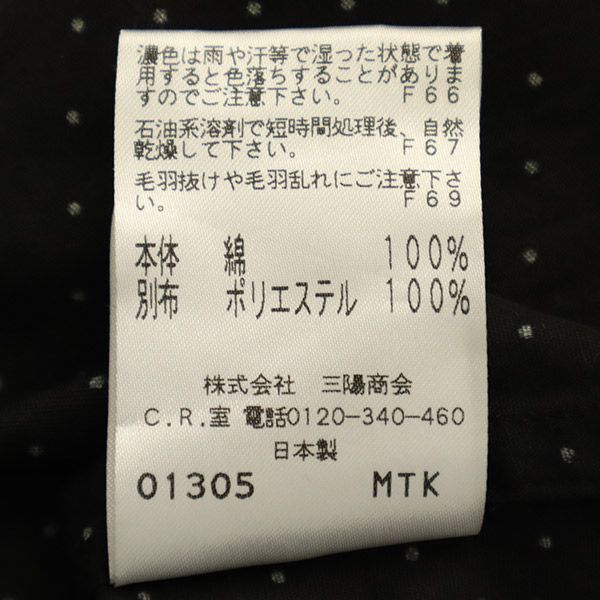 濃色は雨や汗等で湿った状態で着
用すると色落ちすることがありま
すのでご注意下さい。 F66
石油系溶剤で短時間処理後、自然
乾燥して下さい。 F67
毛羽抜けや毛羽乱れにご注意下さ
い。 F69
本体 綿 100%
別布 ポリエステル 100%
株式会社 三陽商会
C.R.室 電話0120-340-460
日本製
01305 MTK